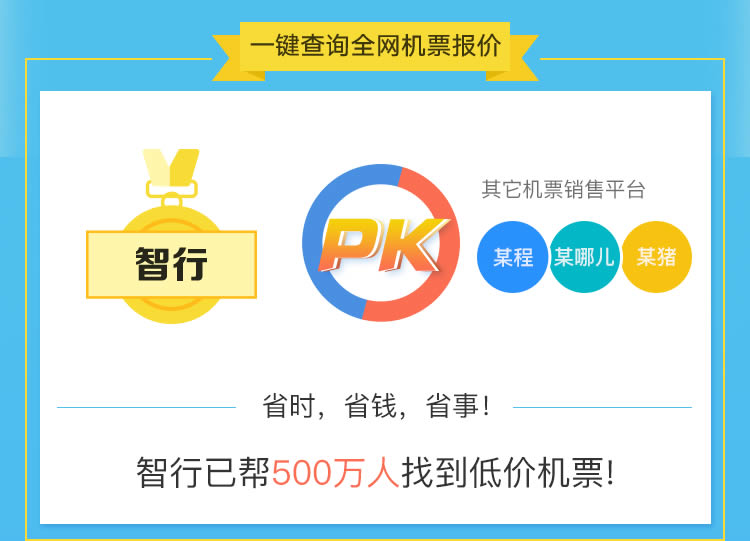 一键查询全网机票报价
智行
PK
其它机票销售平台
某程
某哪儿
某猪
省时，省钱，省事！
智行已帮500万人找到低价机票!